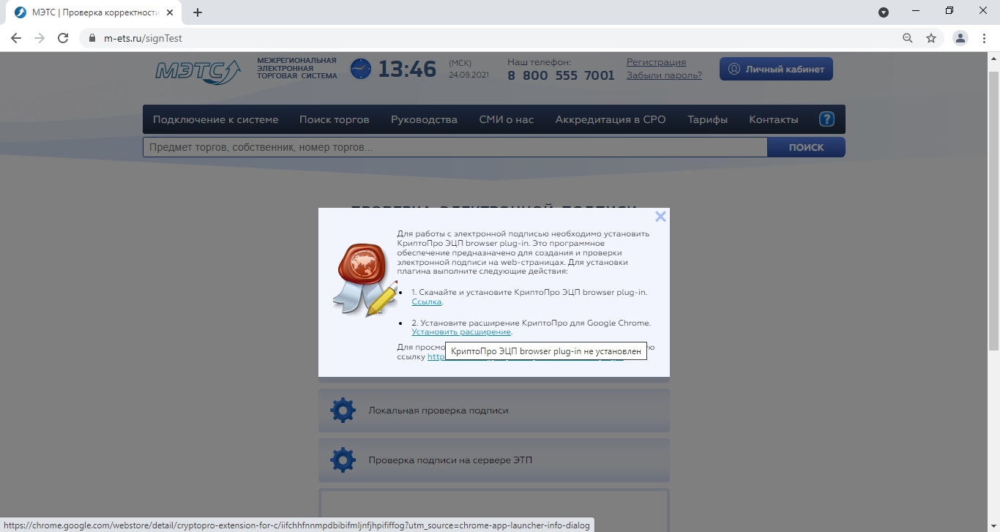 МЭТС | Проверка корректности
m-ets.ru/signTest
МЭТС
МЕЖРЕГИОНАЛЬНАЯ
ЭЛЕКТРОННАЯ
ТОРГОВАЯ СИСТЕМА
13:46
(МСК)
24.09.2021
Наш телефон:
8 800 555 7001
Регистрация
Забыли пароль?
Личный кабинет
Подключение к системе Поиск торгов Руководства СМИ о нас Аккредитация в СРО Тарифы Контакты ?
Предмет торгов, собственник, номер торгов...
ПОИСК
ПРОВЕРКА ЭЛЕКТРОННОЙ ПОДПИСИ
Для работы с электронной подписью необходимо установить
КриптоПро ЭЦП browser plug-in. Это программное
обеспечение предназначено для создания и проверки
электронной подписи на web-страницах. Для установки
плагина выполните следующие действия:
• 1. Скачайте и установите КриптоПро ЭЦП browser plug-in.
Ссылка.
• 2. Установите расширение КриптоПро для Google Chrome.
Установить расширение.
Для просмо
ю
ссылку http
КриптоПро ЭЦП browser plug-in не установлен
Локальная проверка подписи
Проверка подписи на сервере ЭТП
https://chrome.google.com/webstore/detail/cryptopro-extension-for-c/iifchhfnnmpdbibifmljnfjhpififfog?utm_source=chrome-app-launcher-info-dialog